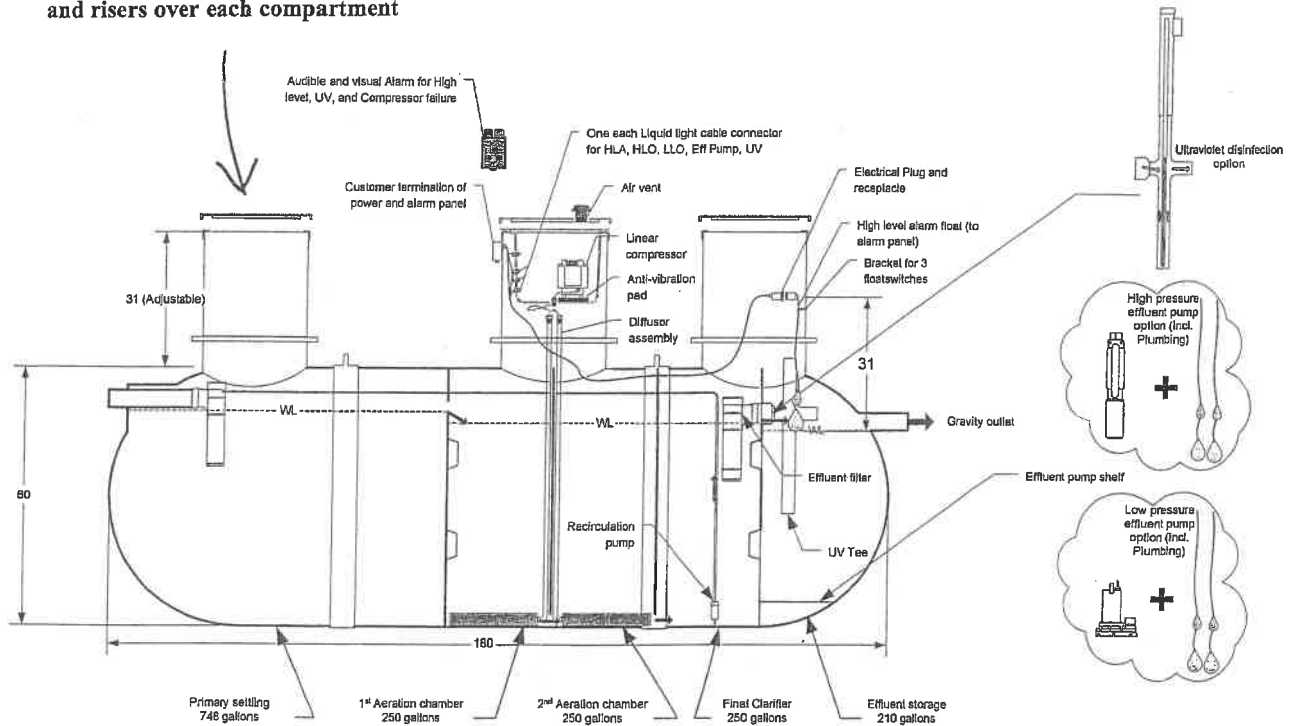 and risers over each compartment
Audible and visual Alarm for High
level, UV, and Compressor failure
One each Liquid tight cable connector
for HLA, HLO, LLO, Eff Pump, UV
Customer termination of
power and alarm panel
Air vent
Electrical Plug and
receptacle
Ultraviolet disinfection
option
Linear
compressor
High level alarm float (to
alarm panel)
Anti-vibration
pad
Bracket for 3
floatswitches
31 (Adjustable)
Diffusor
assembly
31
High pressure
effluent pump
option (incl.
Plumbing)
+
WL
WL
WL
Gravity outlet
Effluent filter
Effluent pump shelf
60
Recirculation
pump
UV Tee
Low pressure
effluent pump
option (incl.
Plumbing)
+
180
Primary settling
746 gallons
1st Aeration chamber
250 gallons
2nd Aeration chamber
250 gallons
Final Clarifier
250 gallons
Effluent storage
210 gallons